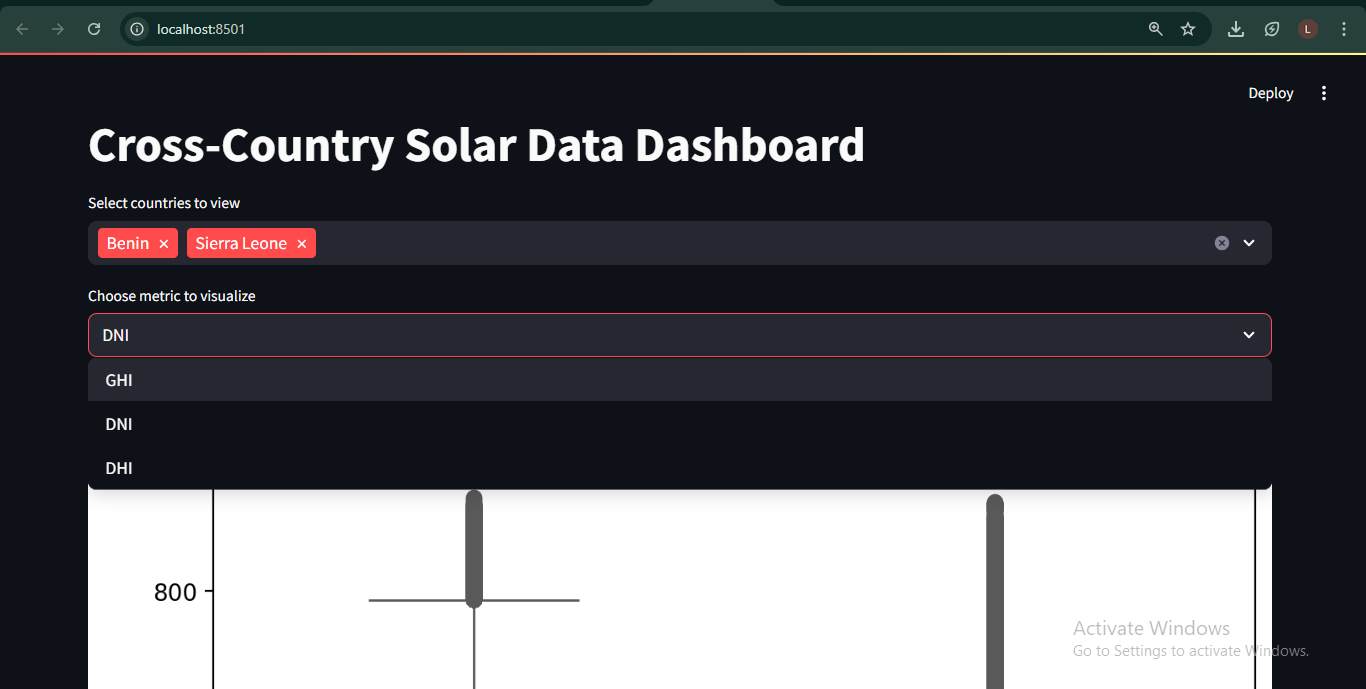 localhost:8501
L
Deploy
Cross-Country Solar Data Dashboard
Select countries to view
Benin × Sierra Leone ×
Choose metric to visualize
DNI
GHI
DNI
DHI
800
Activate Windows
Go to Settings to activate Windows.